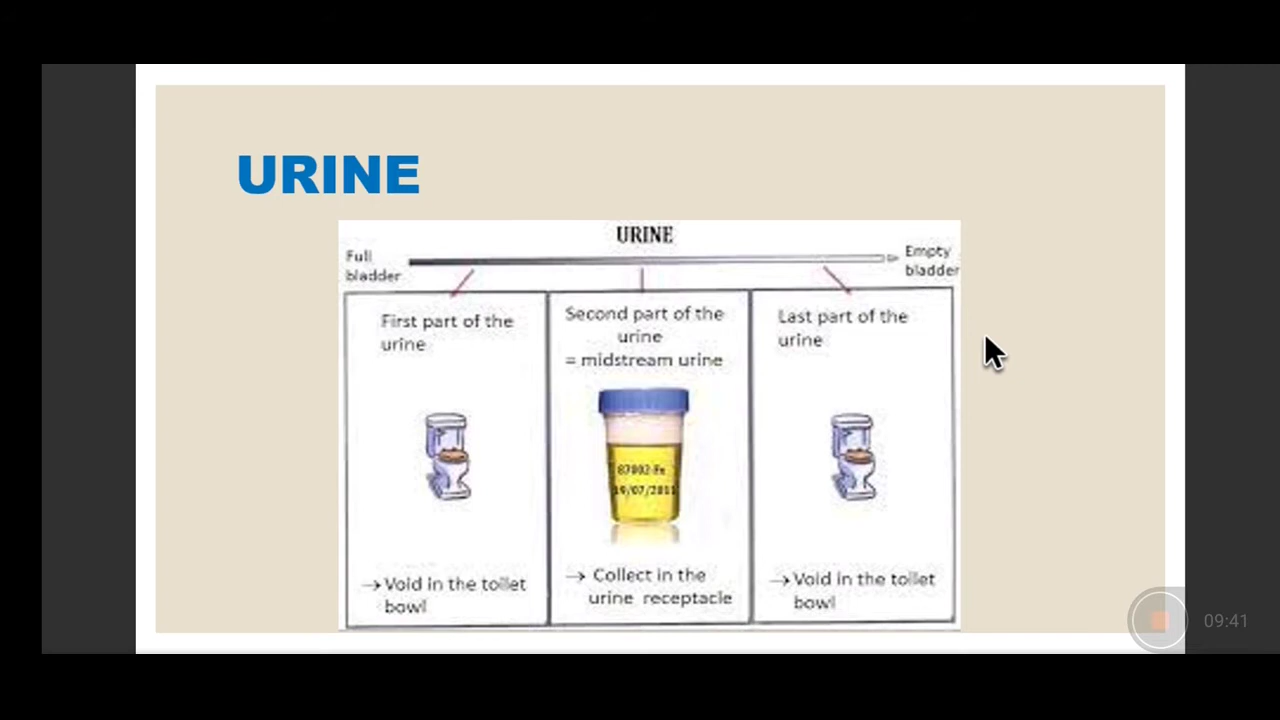 URINE
URINE
Full
bladder
Empty
bladder
First part of the
urine
Second part of the
urine
= midstream urine
Last part of the
urine
→ Void in the toilet
bowl
→ Collect in the
urine receptacle
→ Void in the toilet
bowl
09:41